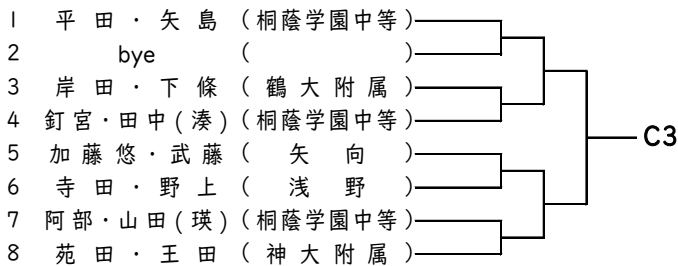 1 平田・矢島(桐蔭学園中等)
2 bye ( )
3 岸田・下條(鶴大附属)
4 釘宮・田中(湊)(桐蔭学園中等)
5 加藤悠・武藤(矢向)
6 寺田・野上(浅野)
7 阿部・山田(瑛)(桐蔭学園中等)
8 苑田・王田(神大附属)
C3